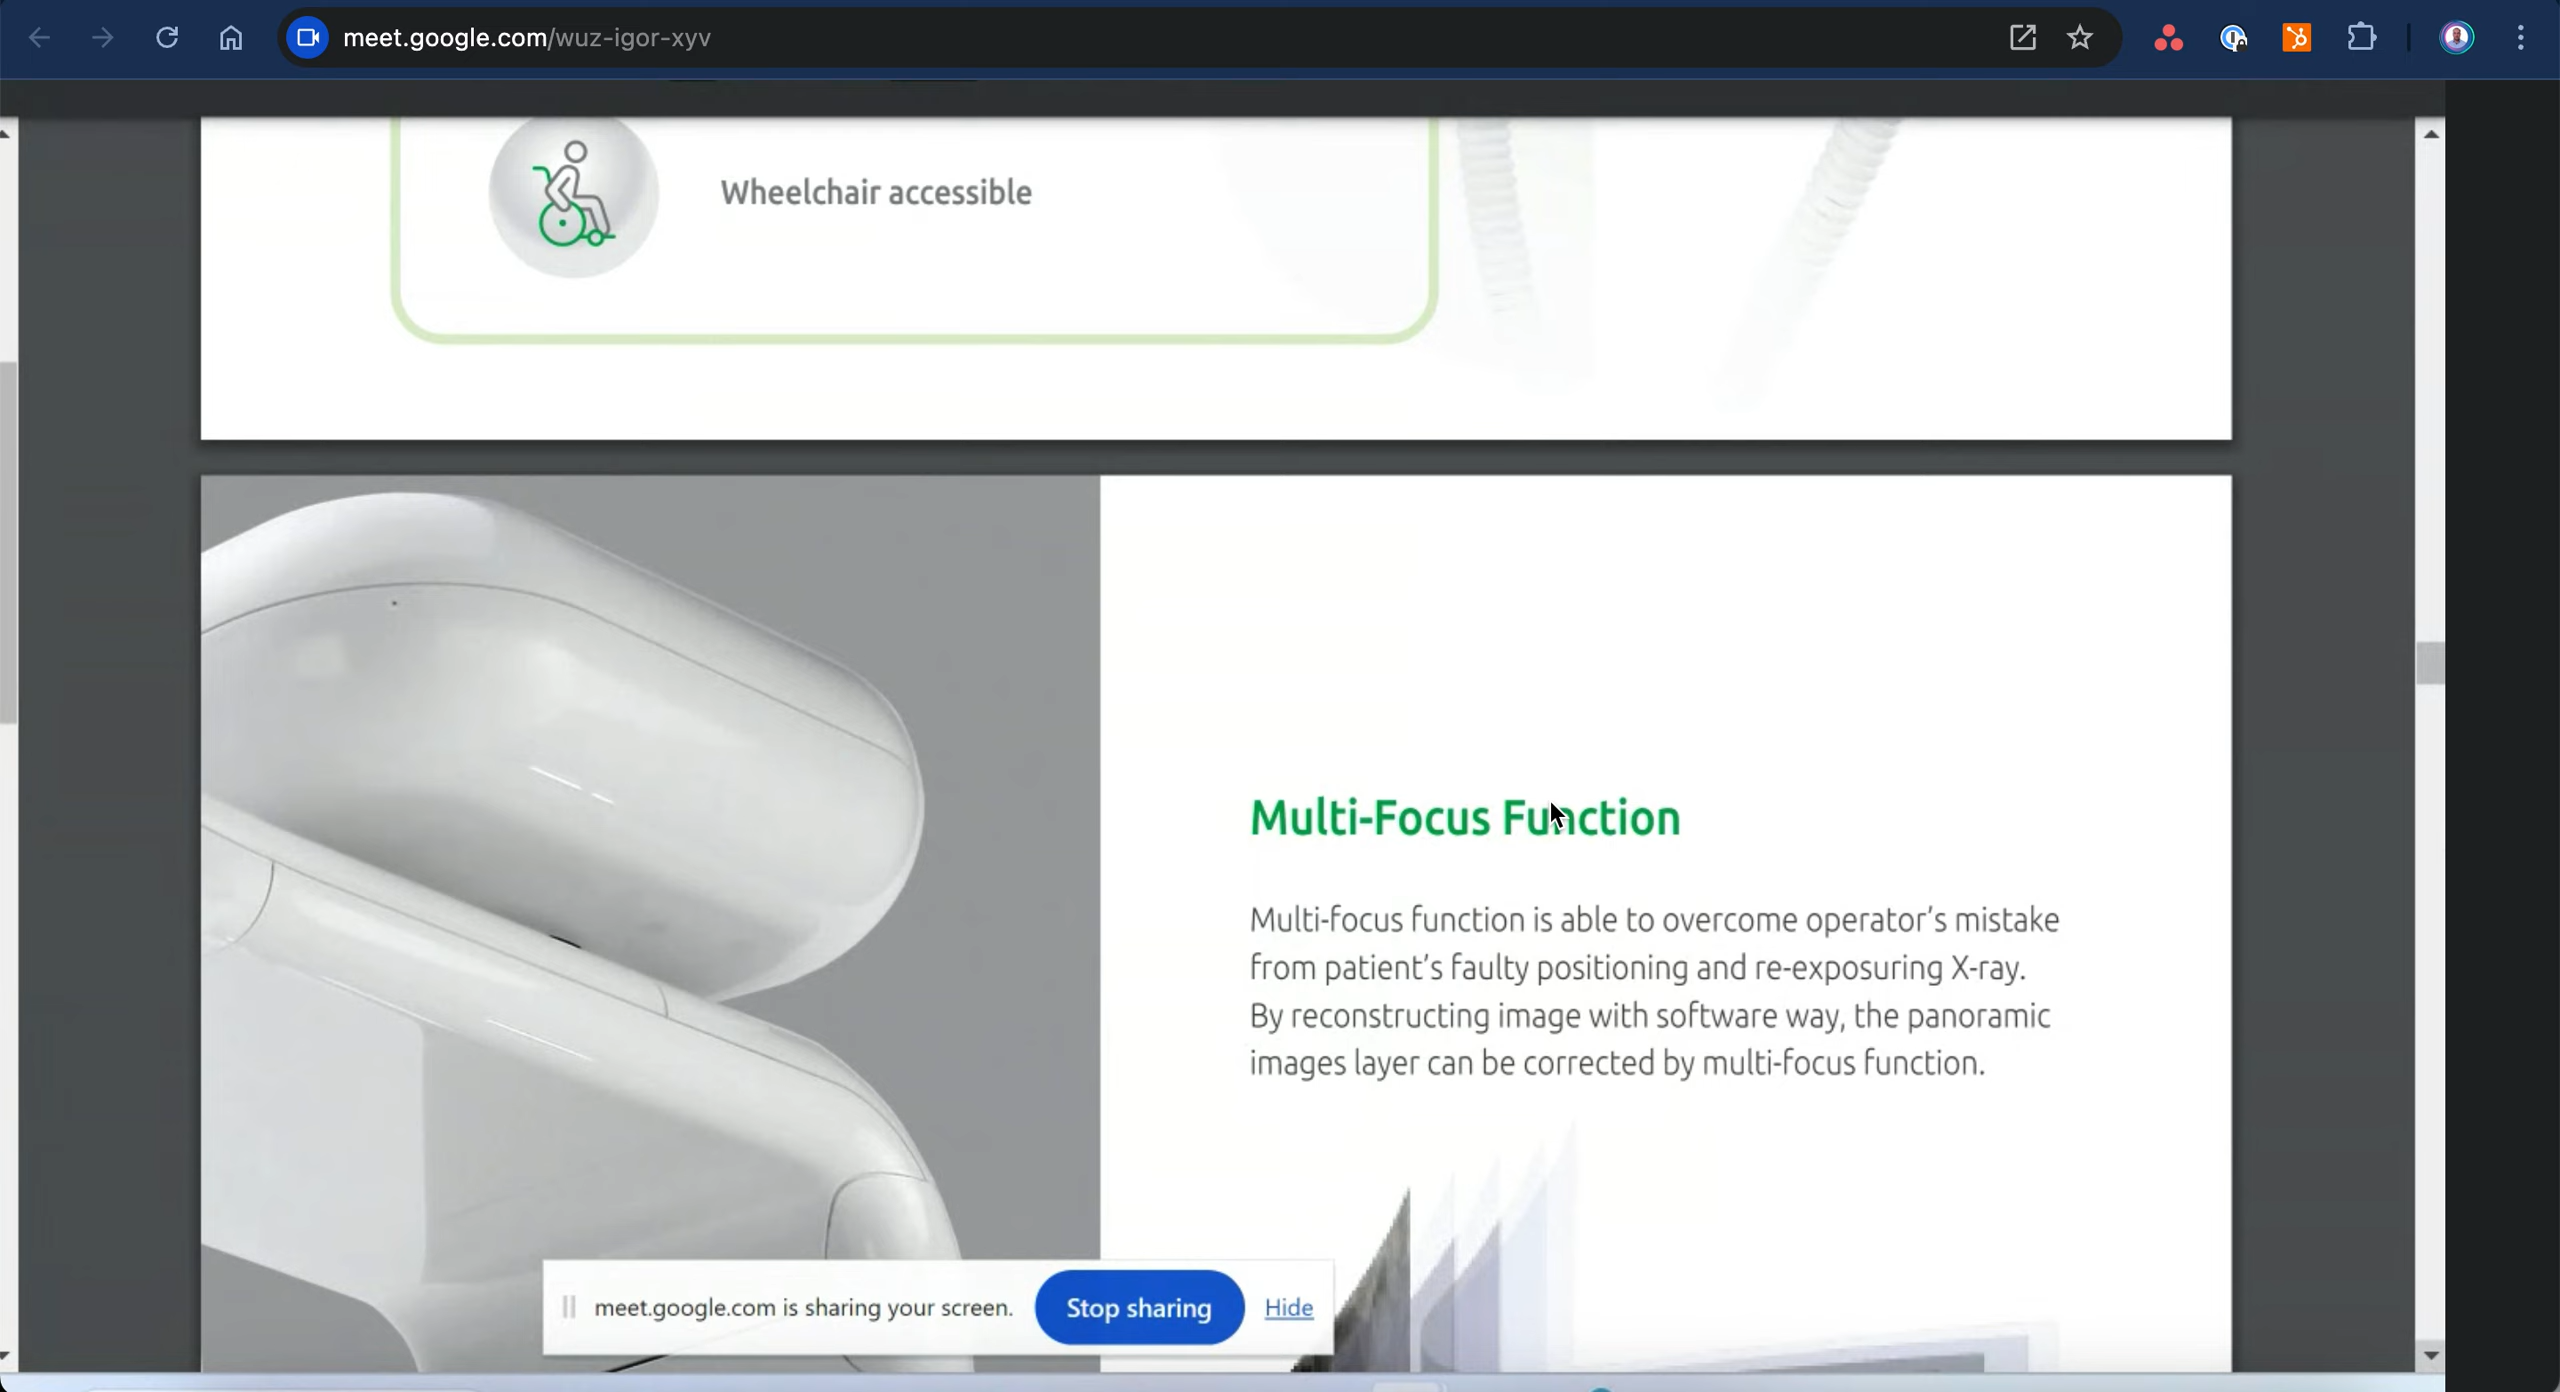 meet.google.com/wuz-igor-xyv
Wheelchair accessible
Multi-Focus Function
Multi-focus function is able to overcome operator's mistake
from patient's faulty positioning and re-exposuring X-ray.
By reconstructing image with software way, the panoramic
images layer can be corrected by multi-focus function.
meet.google.com is sharing your screen.
Stop sharing
Hide